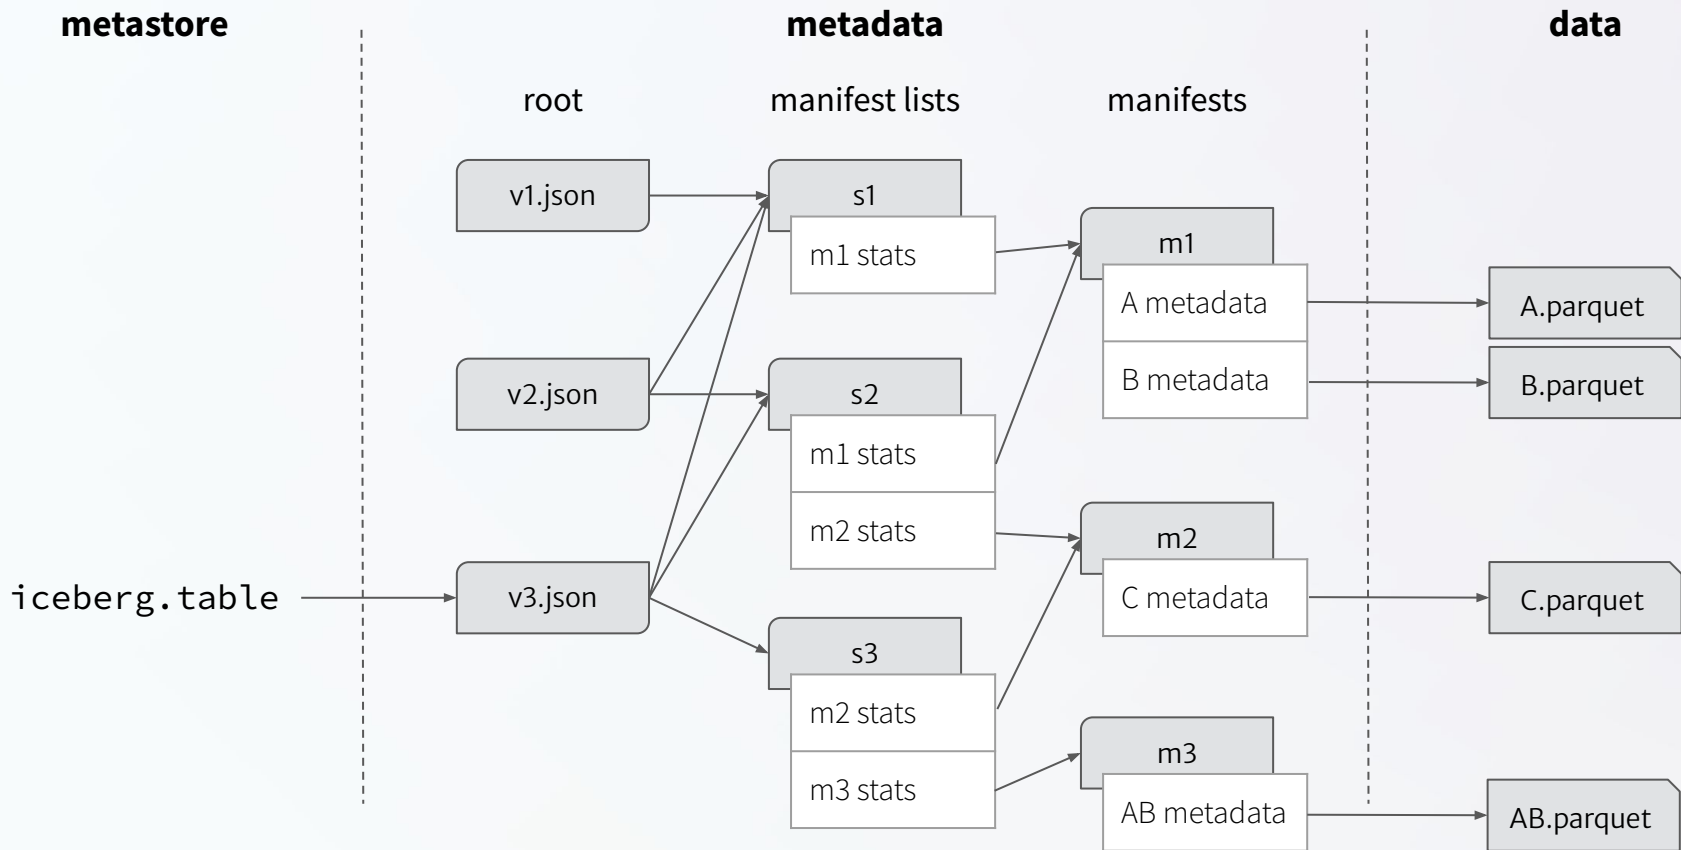 metastore
metadata
data
root
manifest lists
manifests
v1.json
s1
m1 stats
m1
A metadata
B metadata
A.parquet
B.parquet
v2.json
s2
m1 stats
m2 stats
m2
C metadata
C.parquet
iceberg.table
v3.json
s3
m2 stats
m3 stats
m3
AB metadata
AB.parquet